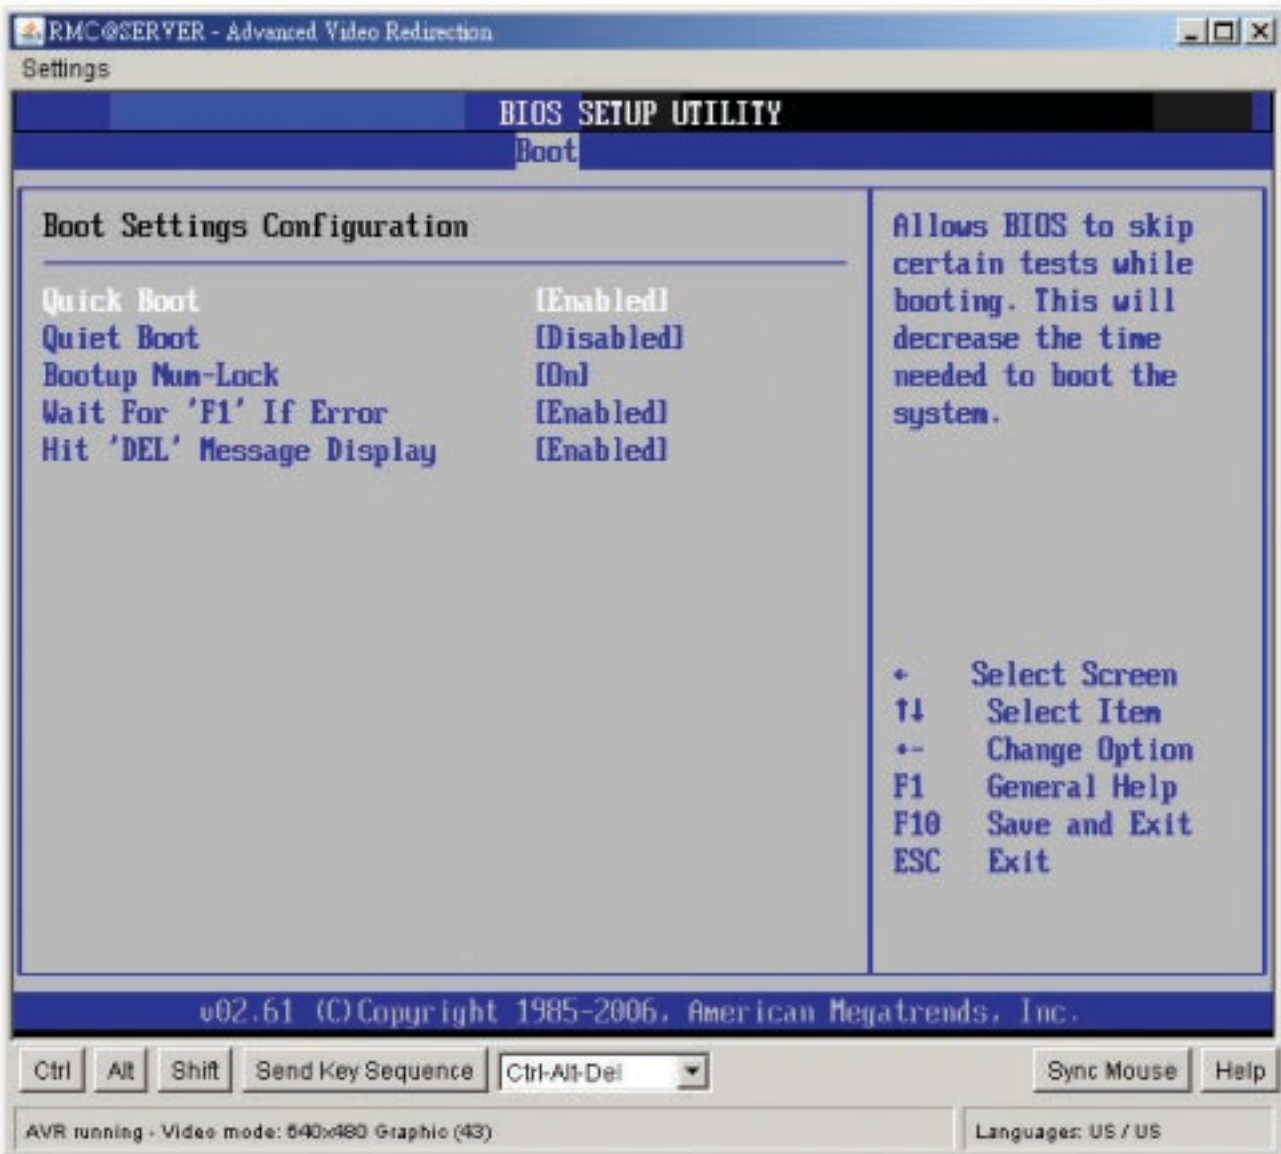 RMC@SERVER - Advanced Video Redirection
Settings
BIOS SETUP UTILITY
Boot
Boot Settings Configuration
Quick Boot [Enabled]
Quiet Boot [Disabled]
Bootup Num-Lock [On]
Wait For 'F1' If Error [Enabled]
Hit 'DEL' Message Display [Enabled]
Allows BIOS to skip
certain tests while
booting. This will
decrease the time
needed to boot the
system.
← Select Screen
↑↓ Select Item
+- Change Option
F1 General Help
F10 Save and Exit
ESC Exit
v02.61 (C)Copyright 1985-2006, American Megatrends, Inc.
Ctrl Alt Shift Send Key Sequence Ctrl-Alt-Del Sync Mouse Help
AVR running - Video mode: 640x480 Graphic (43) Languages: US / US